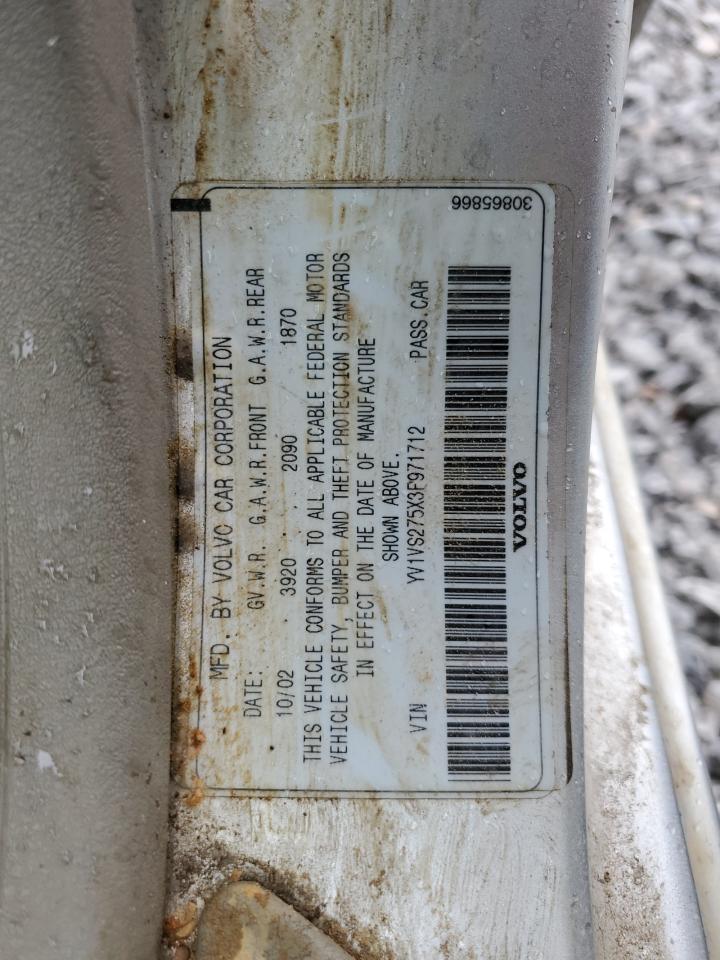 MFD. BY VOLVO CAR CORPORATION
DATE: GV.W.R. G.A.W.R.FRONT G.A.W.R.REAR
10/02 3920 2090 1870
THIS VEHICLE CONFORMS TO ALL APPLICABLE FEDERAL MOTOR
VEHICLE SAFETY, BUMPER AND THEFT PROTECTION STANDARDS
IN EFFECT ON THE DATE OF MANUFACTURE
SHOWN ABOVE.
VIN YV1VS275X3F971712 PASS.CAR
VOLVO
30865866